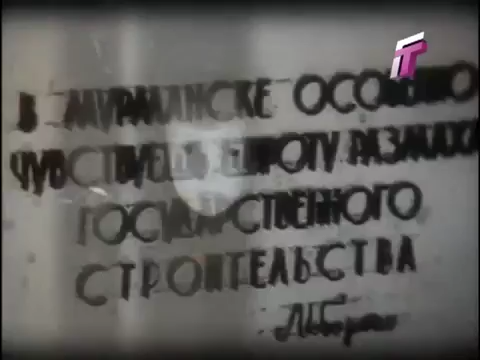 В МУРМАНСКЕ ОСОБЕННО
ЧУВСТВУЕШЬ ШИРОТУ РАЗМАХА
ГОСУДАРСТВЕННОГО
СТРОИТЕЛЬСТВА